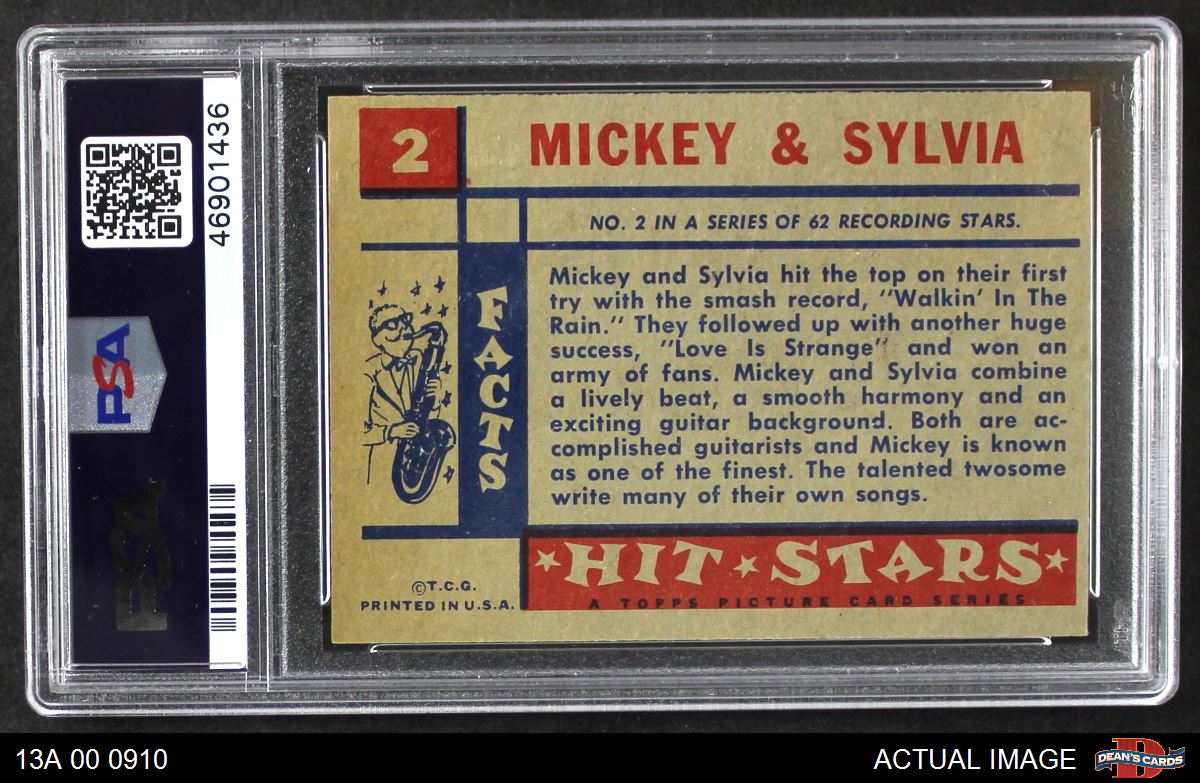 46901436
PSA
PSA
2
MICKEY & SYLVIA
NO. 2 IN A SERIES OF 62 RECORDING STARS.
FACTS
Mickey and Sylvia hit the top on their first
try with the smash record, "Walkin' In The
Rain." They followed up with another huge
success, "Love Is Strange" and won an
army of fans. Mickey and Sylvia combine
a lively beat, a smooth harmony and an
exciting guitar background. Both are ac-
complished guitarists and Mickey is known
as one of the finest. The talented twosome
write many of their own songs.
HIT STARS
A TOPPS PICTURE CARD SERIES
©T.C.G.
PRINTED IN U.S.A.
13A 00 0910
ACTUAL IMAGE
DEAN'S CARDS